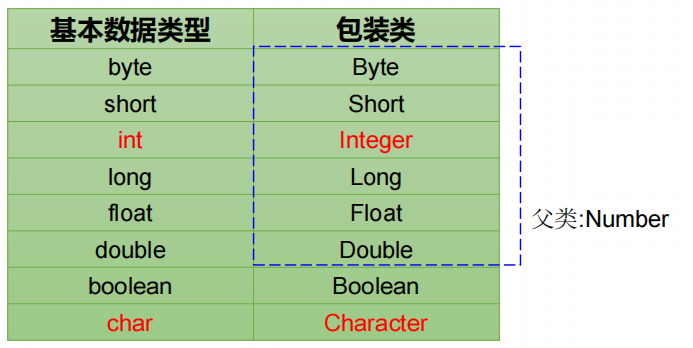 基本数据类型 包装类
byte Byte
short Short
int Integer
long Long
float Float
double Double
boolean Boolean
char Character
父类:Number